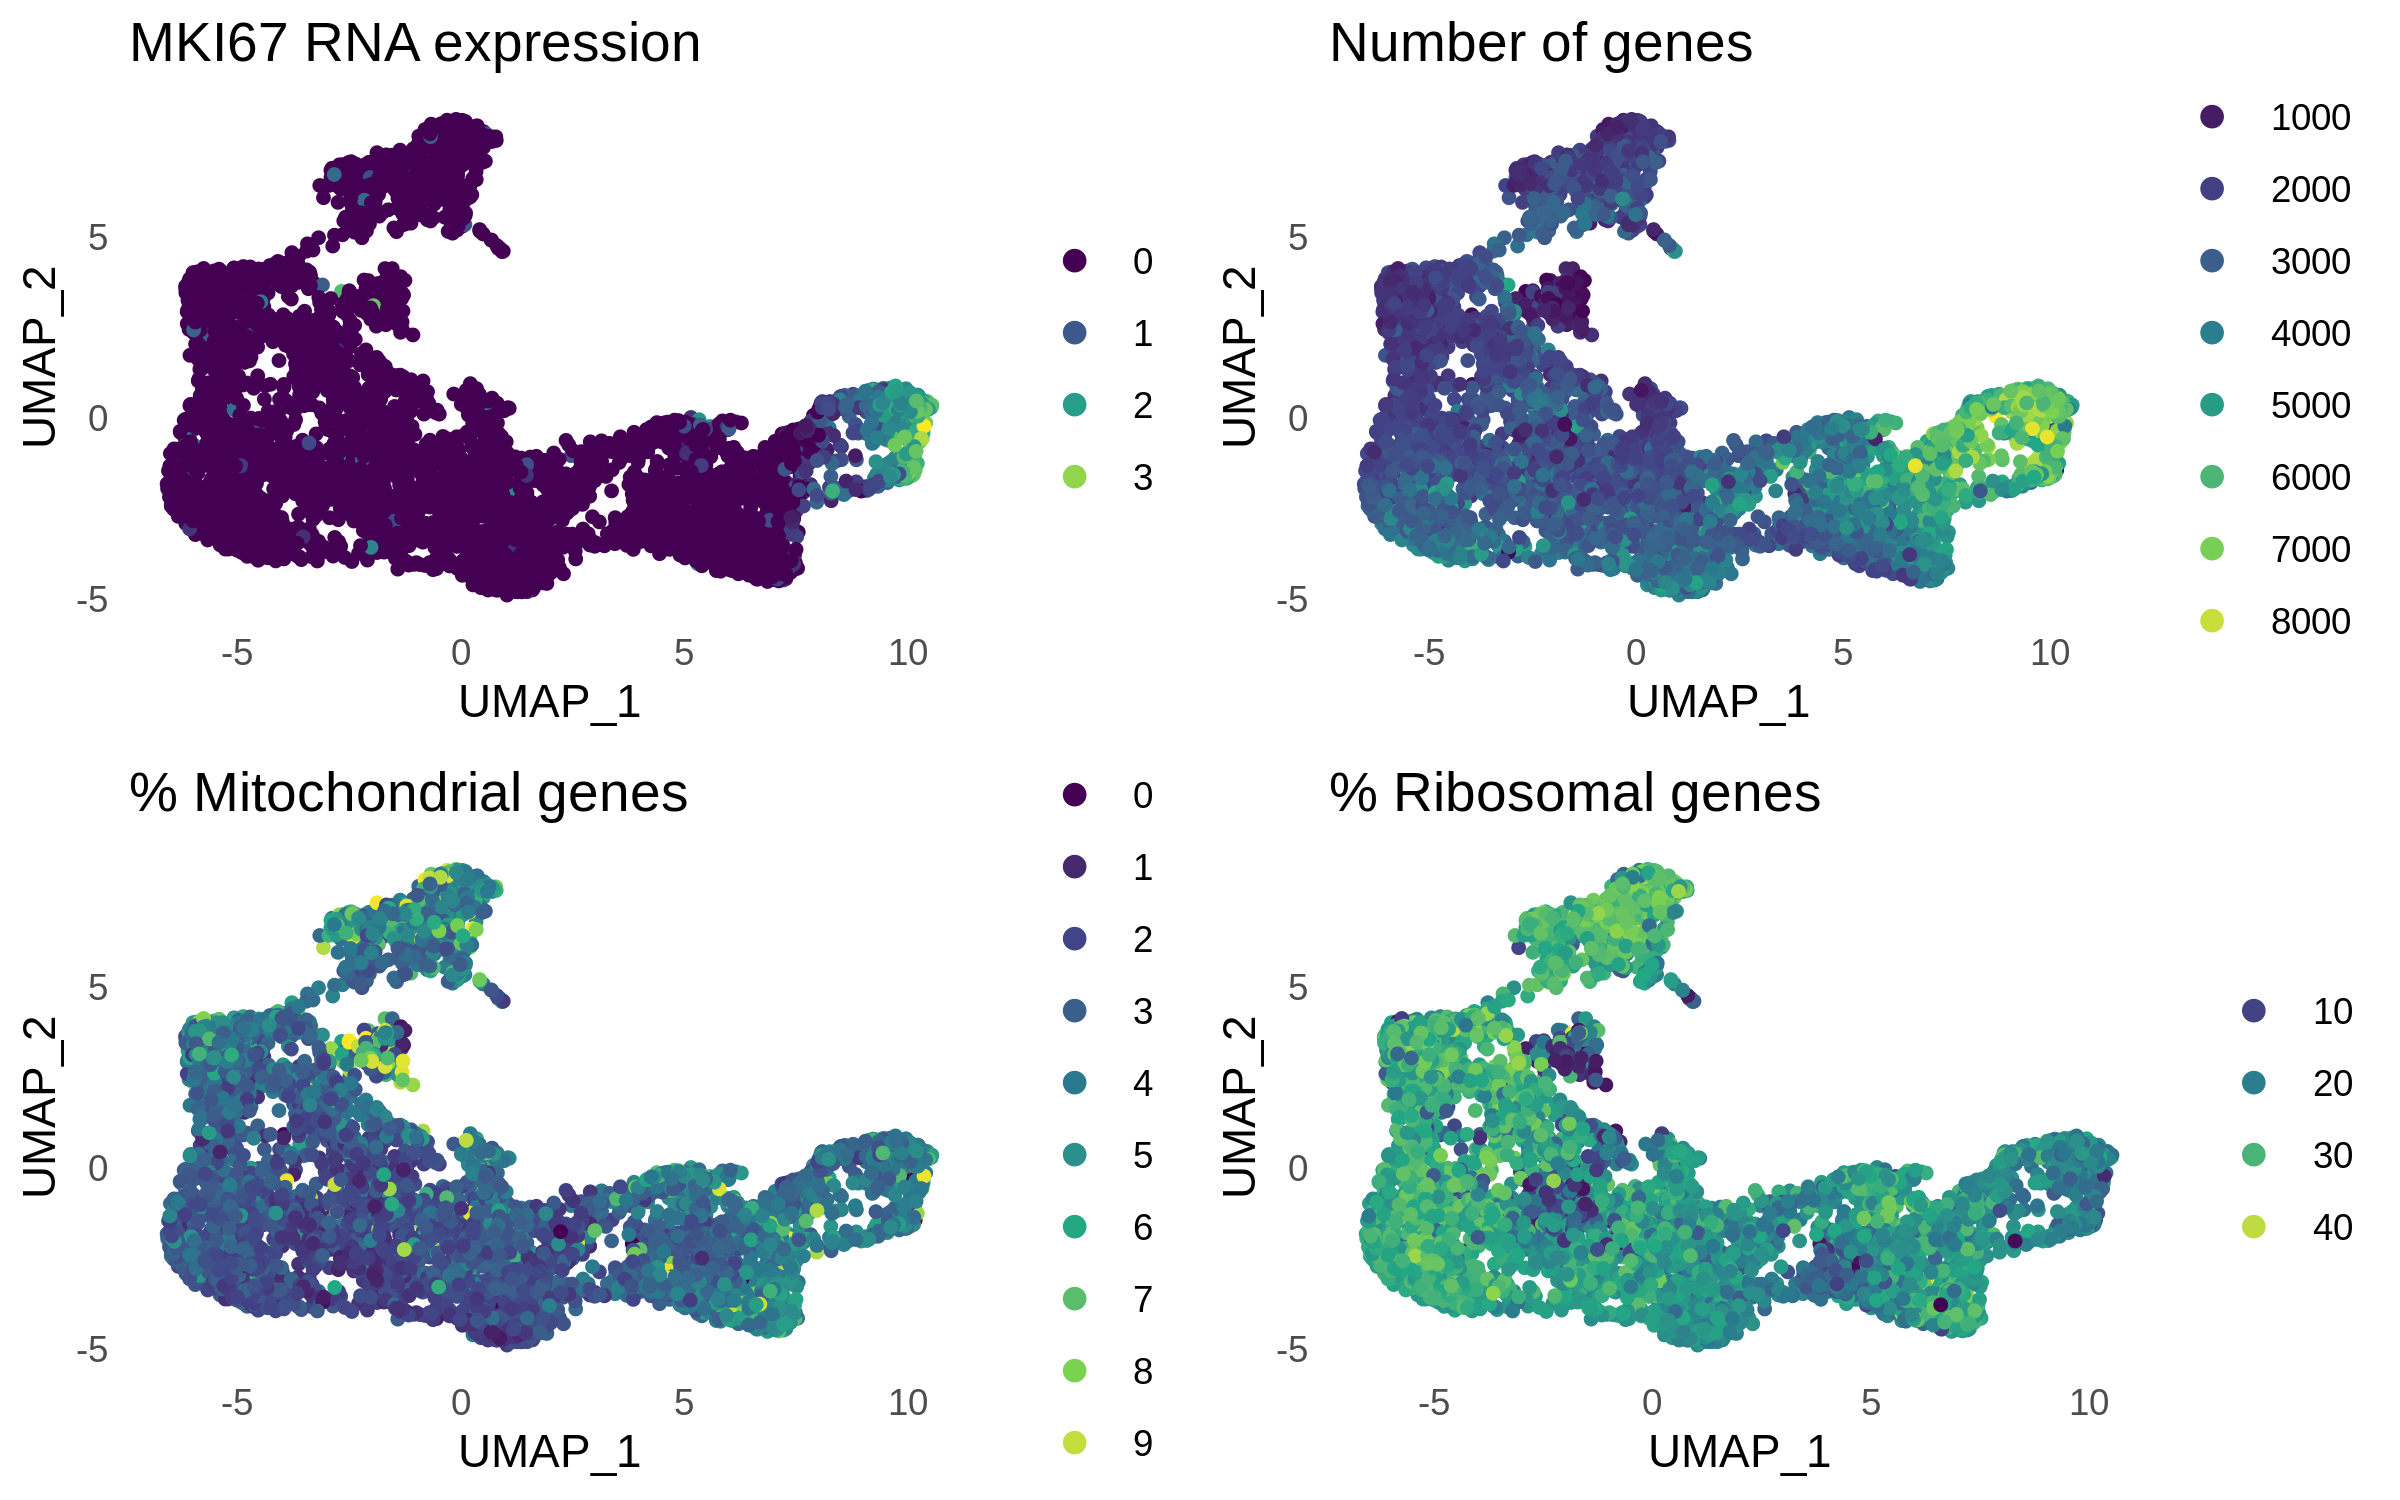 MKI67 RNA expression
UMAP_2
5
0
-5
-5 0 5 10
UMAP_1
0
1
2
3
Number of genes
UMAP_2
5
0
-5
-5 0 5 10
UMAP_1
1000
2000
3000
4000
5000
6000
7000
8000
% Mitochondrial genes
UMAP_2
5
0
-5
-5 0 5 10
UMAP_1
0
1
2
3
4
5
6
7
8
9
% Ribosomal genes
UMAP_2
5
0
-5
-5 0 5 10
UMAP_1
10
20
30
40